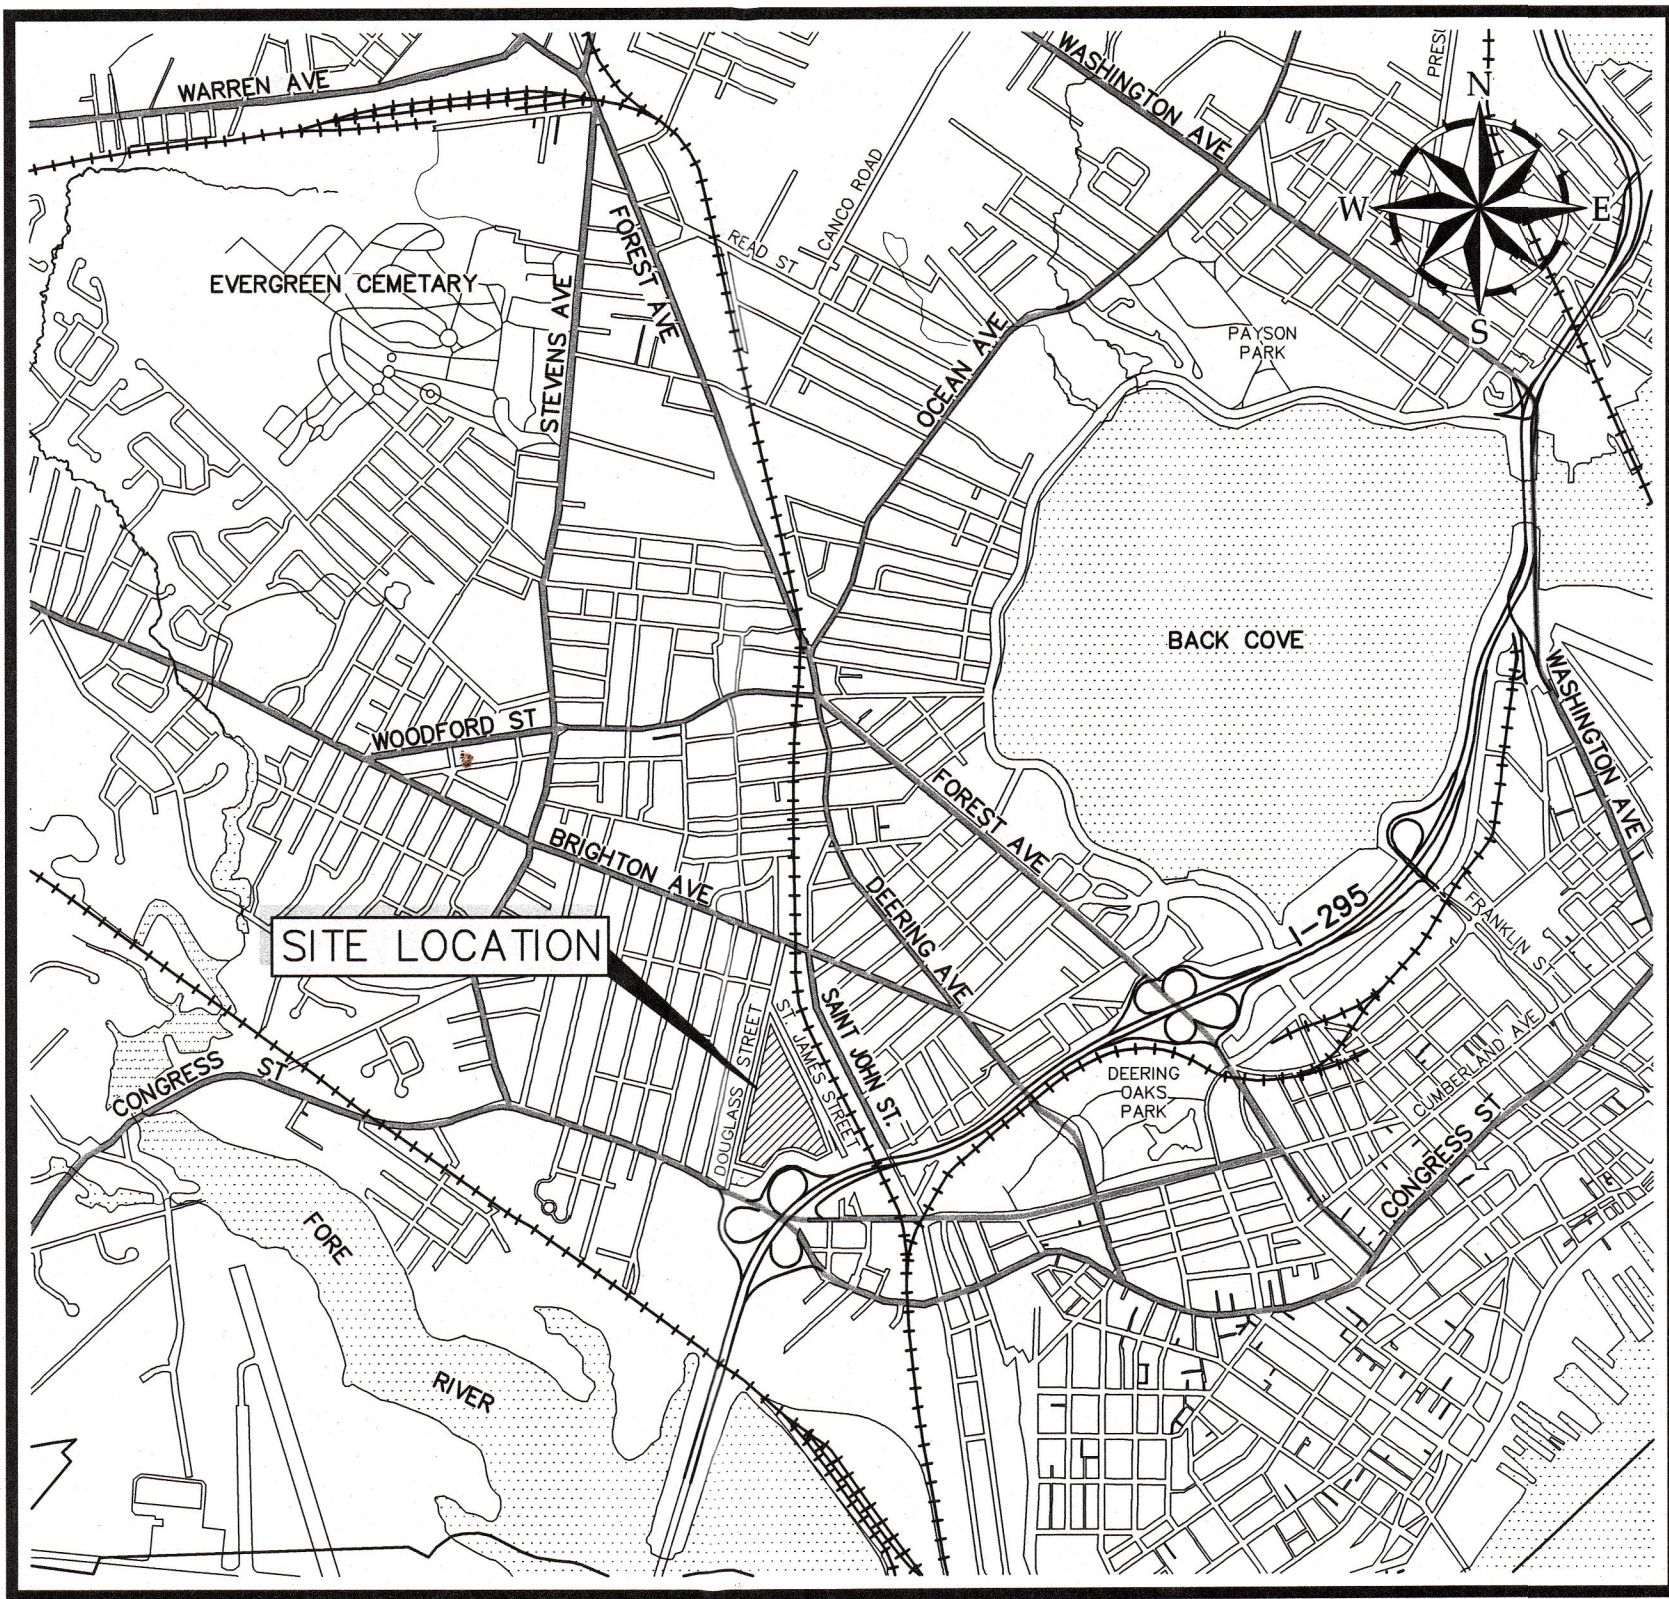 WARREN AVE
WASHINGTON AVE
PRESU
N
W
E
S
CANCO ROAD
READ ST
FOREST AVE
EVERGREEN CEMETARY
STEVENS AVE
OCEAN AVE
PAYSON
PARK
BACK COVE
WASHINGTON AVE
WOODFORD ST
FOREST AVE
BRIGHTON AVE
DEERING AVE
I-295
FRANKLIN ST
SITE LOCATION
SAINT JOHN ST.
ST. JAMES STREET
DOUGLASS STREET
CONGRESS ST
DEERING
OAKS
PARK
CUMBERLAND AVE
CONGRESS ST
FORE
RIVER